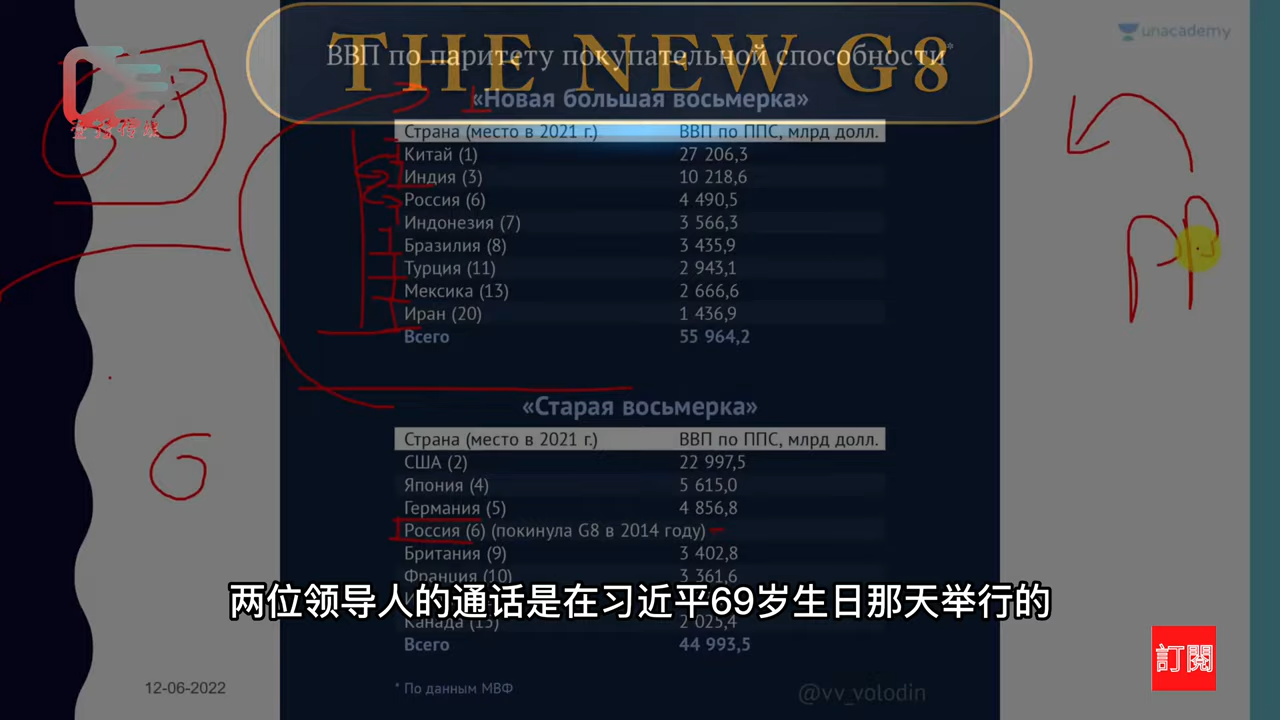 THE NEW G8
ВВП по паритету покупательной способности*
«Новая большая восьмерка»
Страна (место в 2021 г.) ВВП по ППС, млрд долл.
Китай (1) 27 206,3
Индия (3) 10 218,6
Россия (6) 4 490,5
Индонезия (7) 3 566,3
Бразилия (8) 3 435,9
Турция (11) 2 943,1
Мексика (13) 2 666,6
Иран (20) 1 436,9
Всего 55 964,2
«Старая восьмерка»
Страна (место в 2021 г.) ВВП по ППС, млрд долл.
США (2) 22 997,5
Япония (4) 5 615,0
Германия (5) 4 856,8
Россия (6) (покинула G8 в 2014 году)
Британия (9) 3 402,8
Франция (10) 3 361,6
两位领导人的通话是在习近平69岁生日那天举行的
Канада (15) 2 025,4
Всего 44 993,5
* По данным МВФ
@vv_volodin
12-06-2022
unacademy
訂閱
PP
G